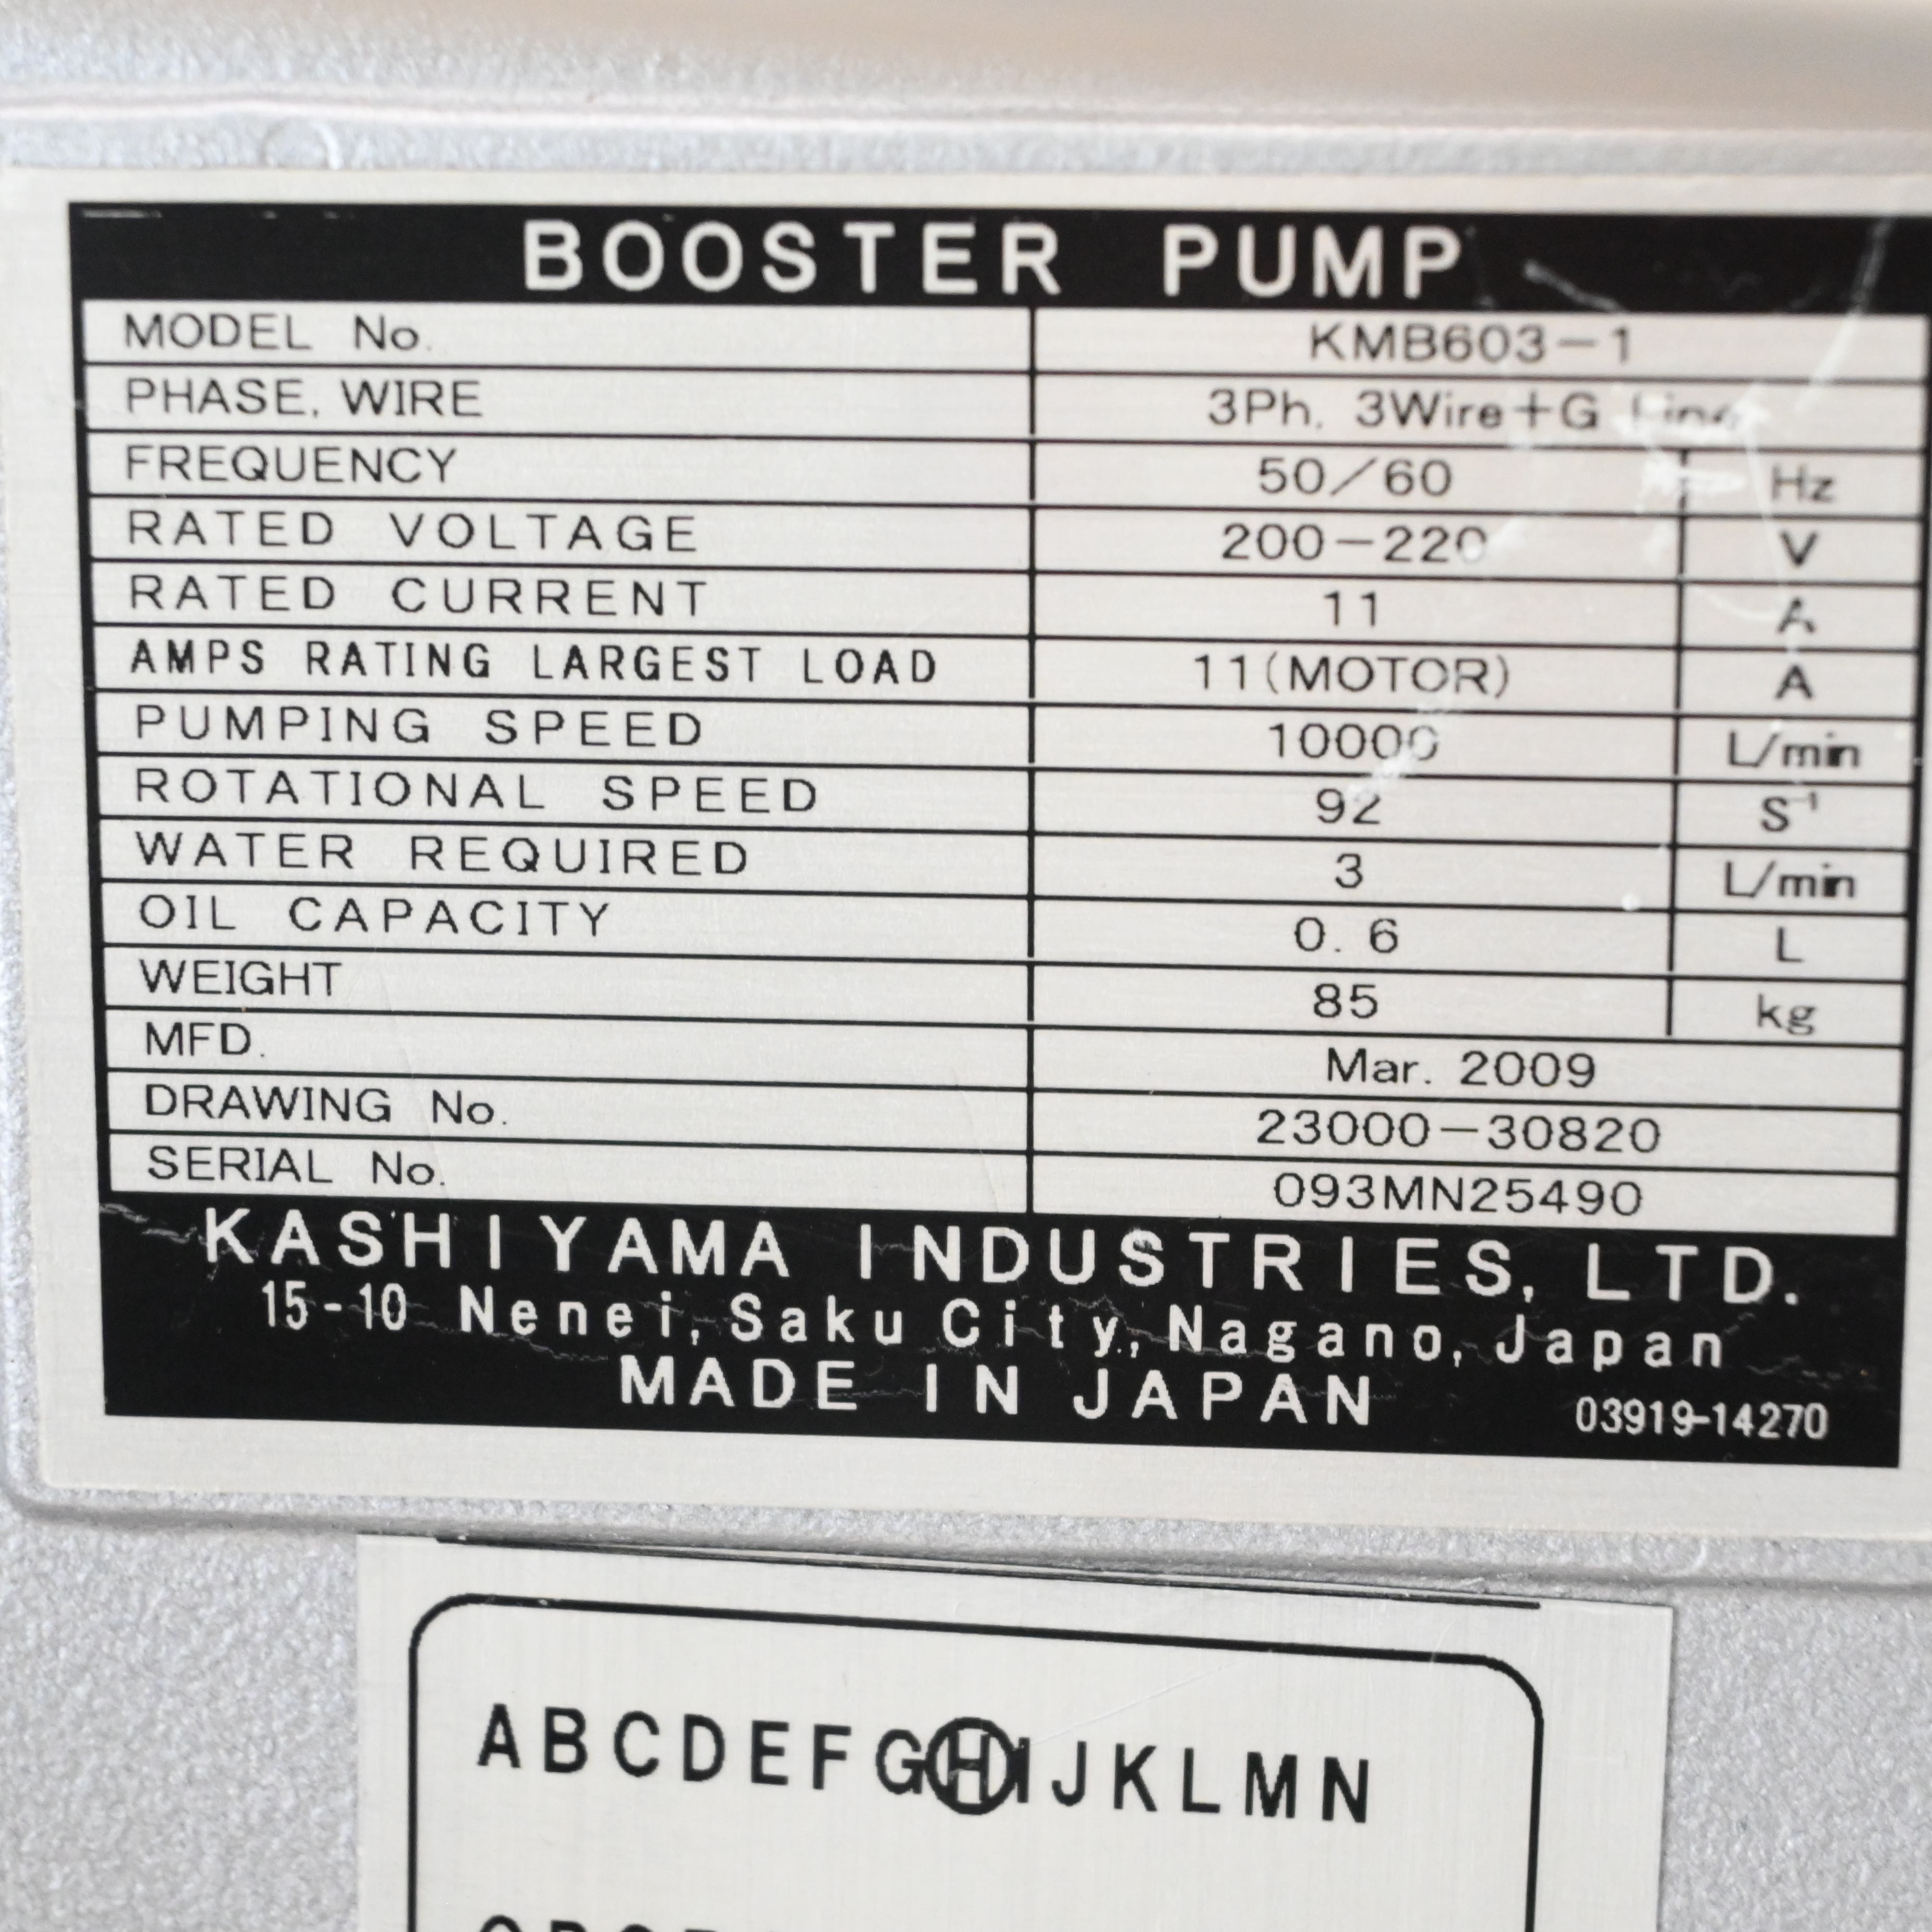 BOOSTER PUMP
MODEL No. KMB603-1
PHASE, WIRE 3Ph. 3Wire+G Line
FREQUENCY 50/60 Hz
RATED VOLTAGE 200-220 V
RATED CURRENT 11 A
AMPS RATING LARGEST LOAD 11(MOTOR) A
PUMPING SPEED 10000 L/min
ROTATIONAL SPEED 92 S⁻¹
WATER REQUIRED 3 L/min
OIL CAPACITY 0.6 L
WEIGHT 85 kg
MFD. Mar. 2009
DRAWING No. 23000-30820
SERIAL No. 093MN25490
KASHIYAMA INDUSTRIES, LTD.
15-10 Nenei, Saku City, Nagano, Japan
MADE IN JAPAN 03919-14270
ABCDEFGHIJKLMN